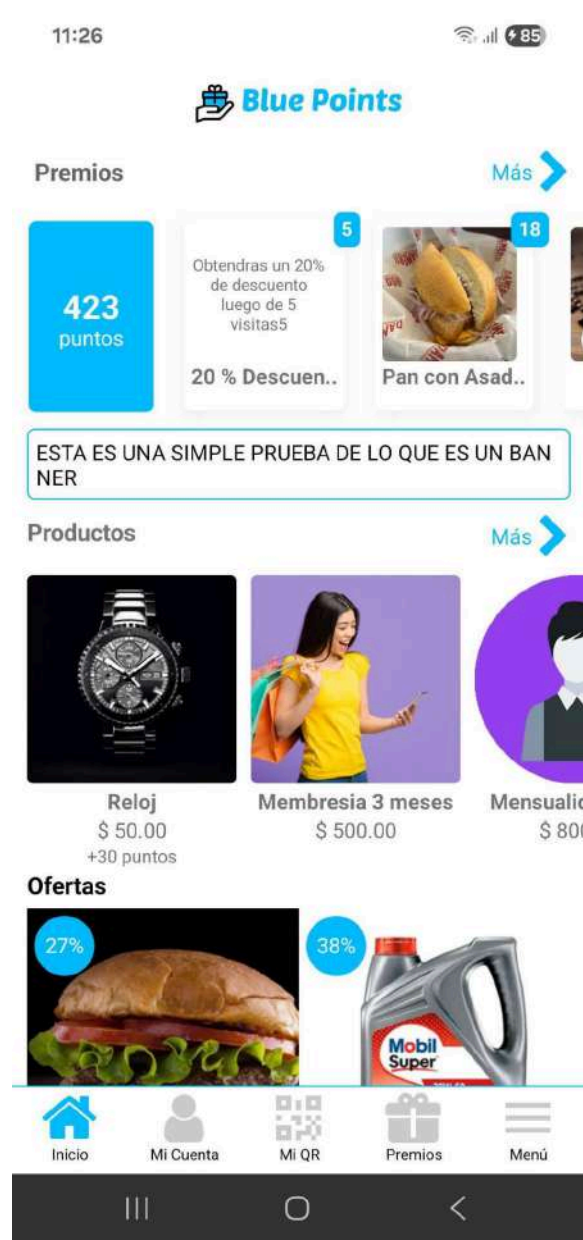 11:26
85
Blue Points
Premios
Más
423
puntos
5
Obtendras un 20%
de descuento
luego de 5
visitas5
20 % Descuen..
18
Pan con Asad..
ESTA ES UNA SIMPLE PRUEBA DE LO QUE ES UN BAN
NER
Productos
Más
Reloj
$ 50.00
+30 puntos
Membresia 3 meses
$ 500.00
Mensualid
$ 800
Ofertas
27%
38%
Mobil
Super
Inicio
Mi Cuenta
Mi QR
Premios
Menú